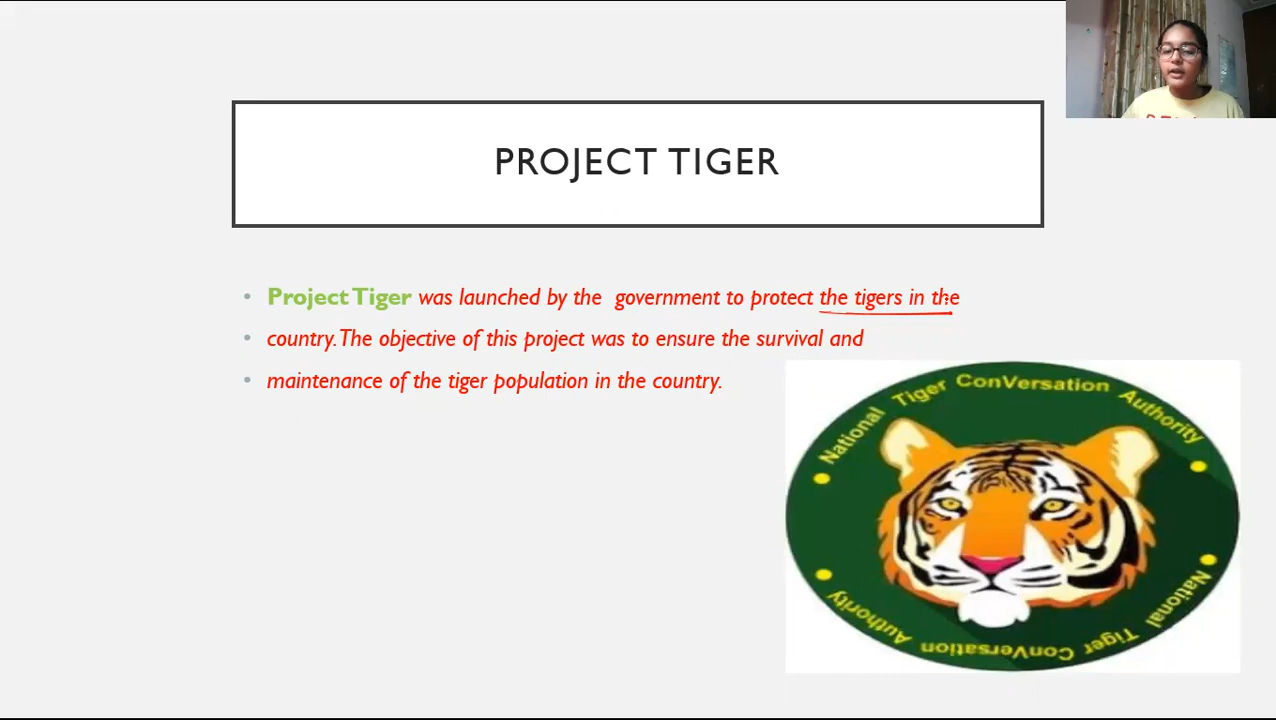 PROJECT TIGER
Project Tiger was launched by the government to protect the tigers in the
country. The objective of this project was to ensure the survival and
maintenance of the tiger population in the country.
National Tiger ConVersation Authority
National Tiger ConVersation Authority